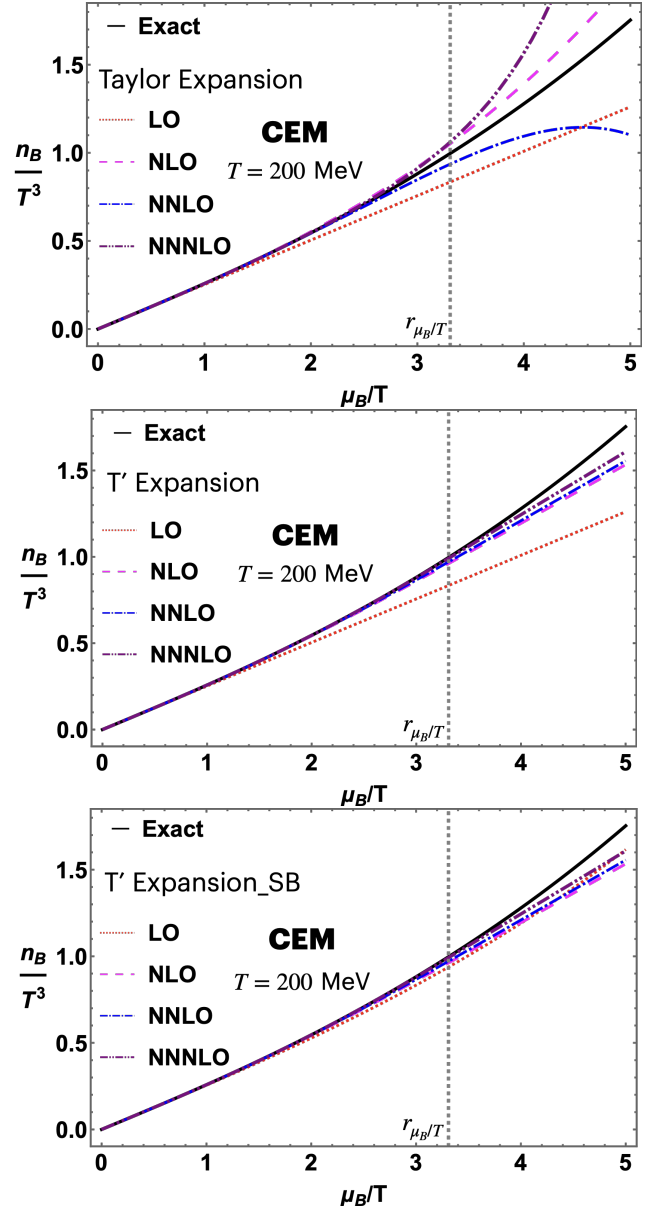 Exact
Taylor Expansion
LO
NLO
NNLO
NNNLO
CEM
T = 200 MeV
n_B
T³
1.5
1.0
0.5
0.0
r_{μ_B/T}
0 1 2 3 4 5
μ_B/T
Exact
T′ Expansion
LO
NLO
NNLO
NNNLO
CEM
T = 200 MeV
n_B
T³
1.5
1.0
0.5
0.0
r_{μ_B/T}
0 1 2 3 4 5
μ_B/T
Exact
T′ Expansion_SB
LO
NLO
NNLO
NNNLO
CEM
T = 200 MeV
n_B
T³
1.5
1.0
0.5
0.0
r_{μ_B/T}
0 1 2 3 4 5
μ_B/T